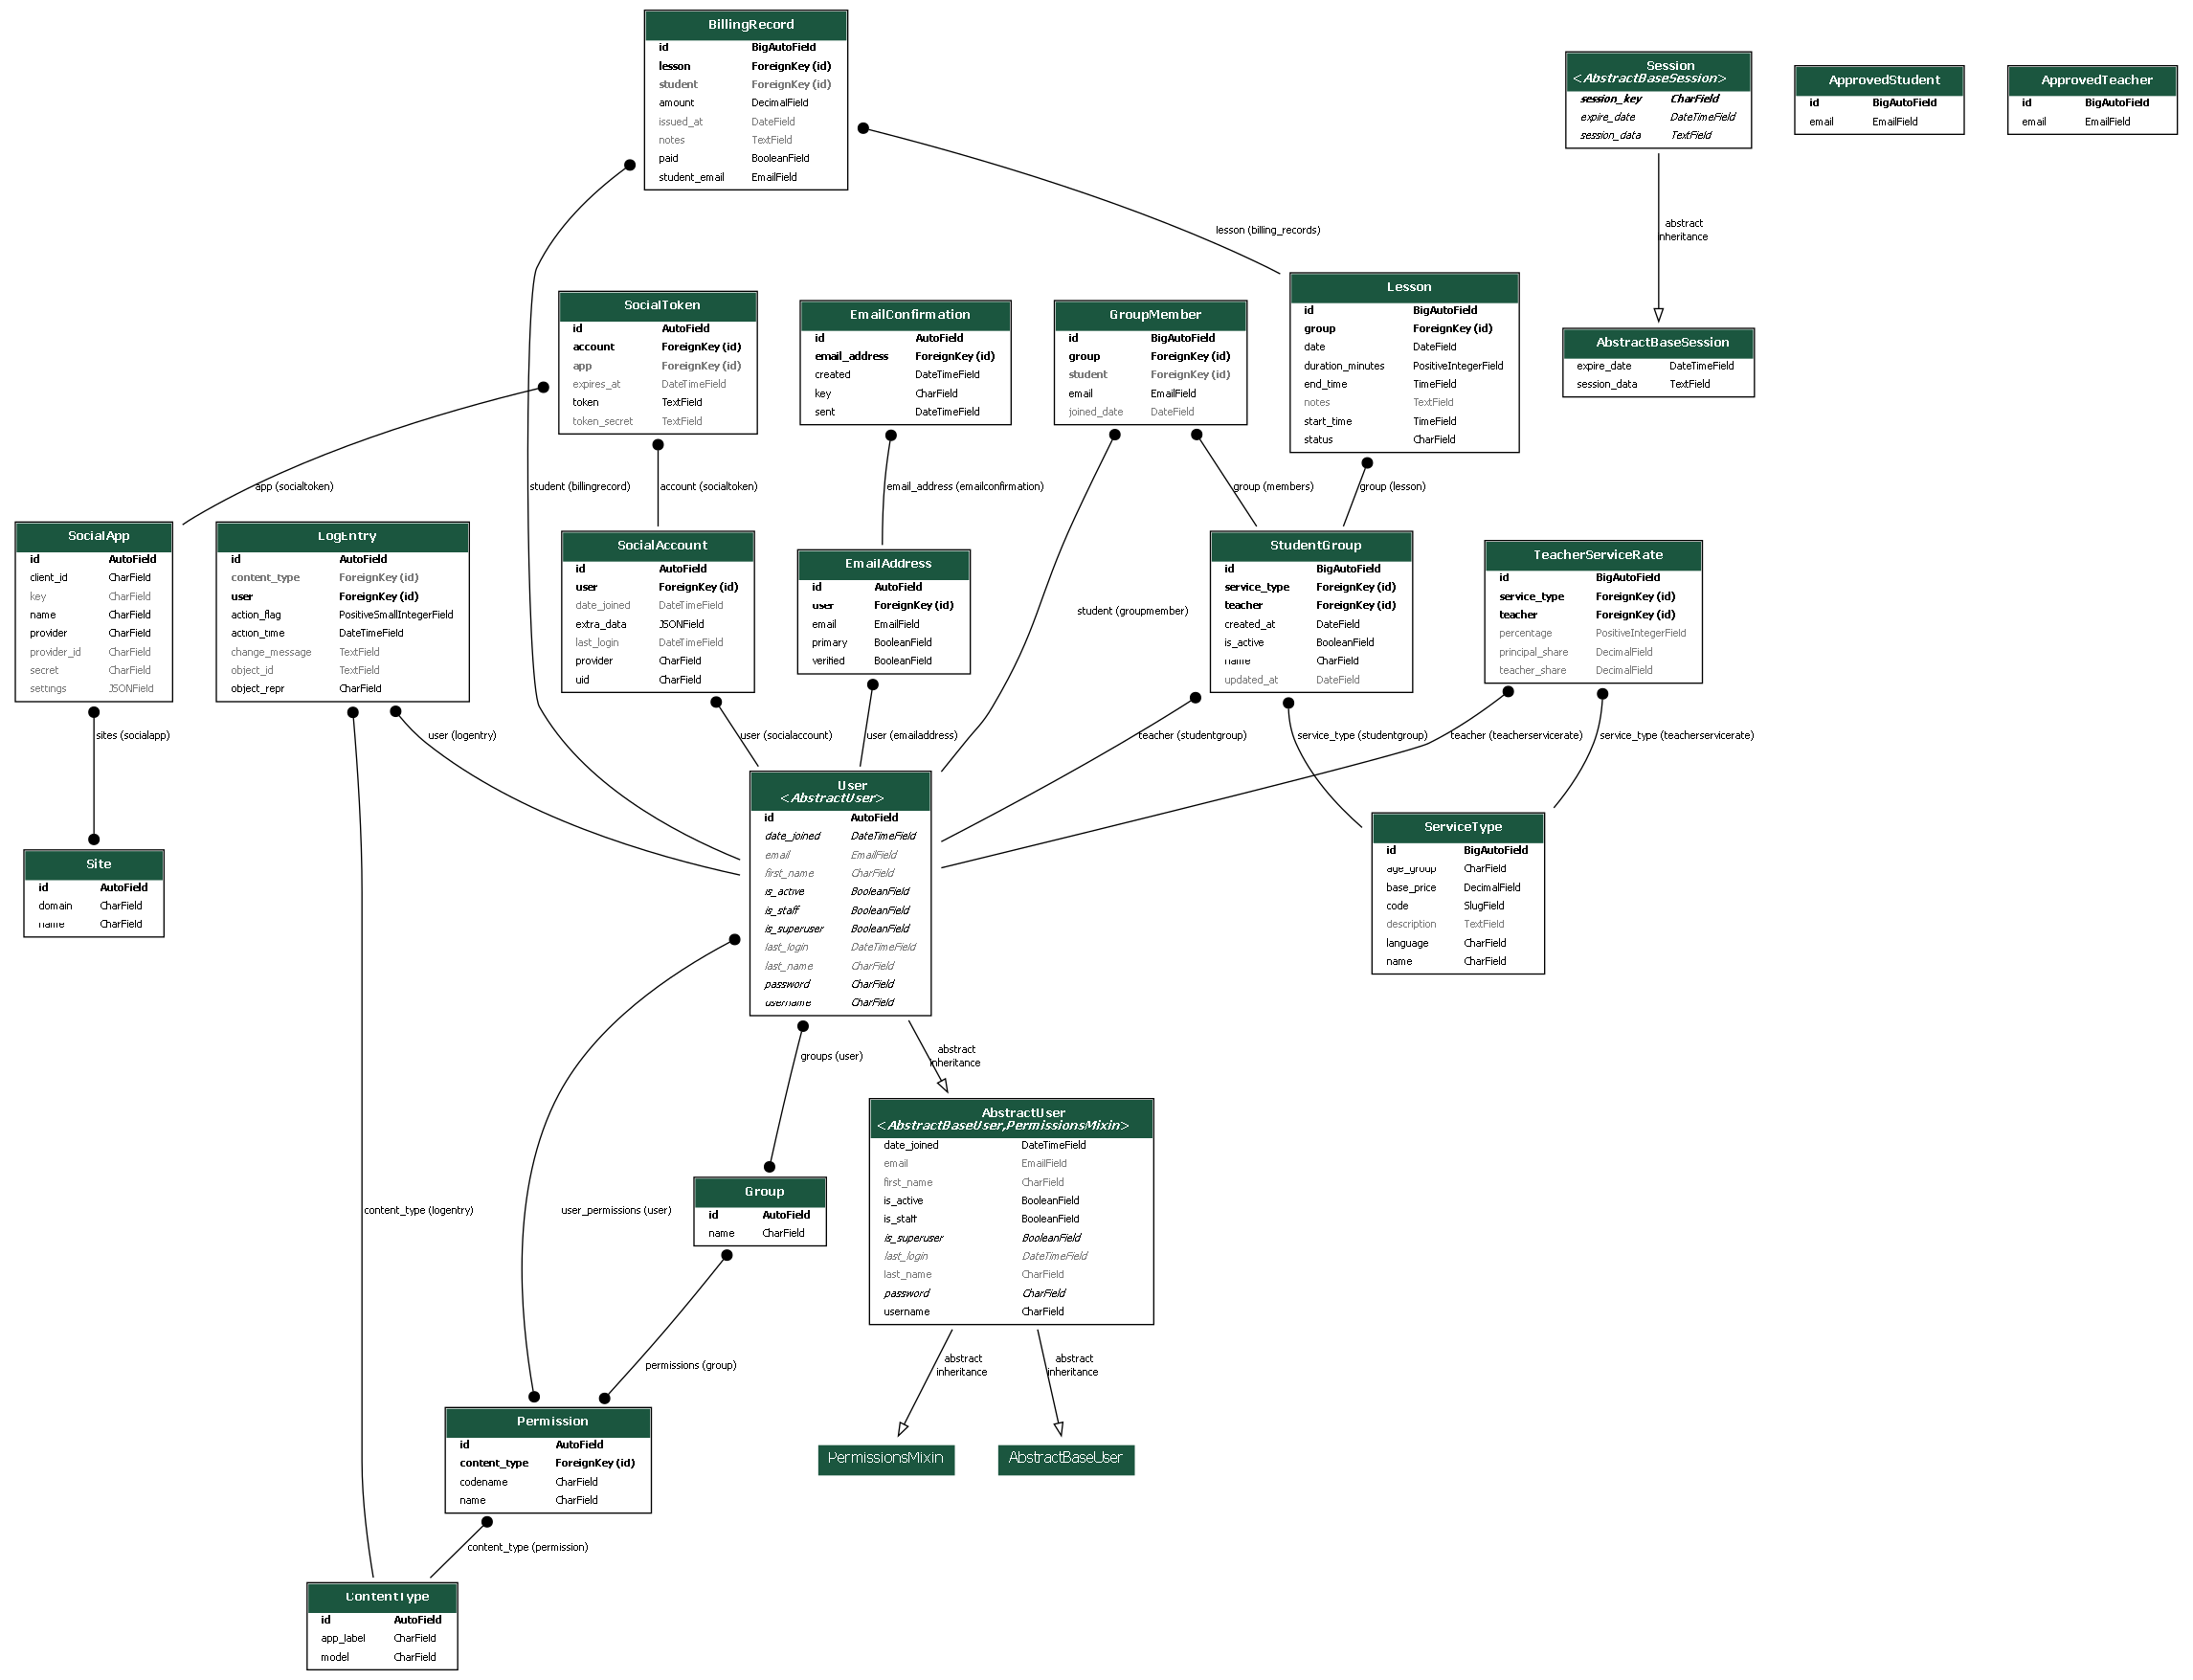 BillingRecord
id BigAutoField
lesson ForeignKey (id)
student ForeignKey (id)
amount DecimalField
issued_at DateField
notes TextField
paid BooleanField
student_email EmailField
Session
<AbstractBaseSession>
session_key CharField
expire_date DateTimeField
session_data TextField
ApprovedStudent
id BigAutoField
email EmailField
ApprovedTeacher
id BigAutoField
email EmailField
abstract
inheritance
lesson (billing_records)
SocialToken
id AutoField
account ForeignKey (id)
app ForeignKey (id)
expires_at DateTimeField
token TextField
token_secret TextField
EmailConfirmation
id AutoField
email_address ForeignKey (id)
created DateTimeField
key CharField
sent DateTimeField
GroupMember
id BigAutoField
group ForeignKey (id)
student ForeignKey (id)
email EmailField
joined_date DateField
Lesson
id BigAutoField
group ForeignKey (id)
date DateField
duration_minutes PositiveIntegerField
end_time TimeField
notes TextField
start_time TimeField
status CharField
AbstractBaseSession
expire_date DateTimeField
session_data TextField
app (socialtoken)
student (billingrecord)
account (socialtoken)
email_address (emailconfirmation)
group (members)
group (lesson)
SocialApp
id AutoField
client_id CharField
key CharField
name CharField
provider CharField
provider_id CharField
secret CharField
settings JSONField
LogEntry
id AutoField
content_type ForeignKey (id)
user ForeignKey (id)
action_flag PositiveSmallIntegerField
action_time DateTimeField
change_message TextField
object_id TextField
object_repr CharField
SocialAccount
id AutoField
user ForeignKey (id)
date_joined DateTimeField
extra_data JSONField
last_login DateTimeField
provider CharField
uid CharField
EmailAddress
id AutoField
user ForeignKey (id)
email EmailField
primary BooleanField
verified BooleanField
student (groupmember)
StudentGroup
id BigAutoField
service_type ForeignKey (id)
teacher ForeignKey (id)
created_at DateField
is_active BooleanField
name CharField
updated_at DateField
TeacherServiceRate
id BigAutoField
service_type ForeignKey (id)
teacher ForeignKey (id)
percentage PositiveIntegerField
principal_share DecimalField
teacher_share DecimalField
sites (socialapp)
user (logentry)
user (socialaccount)
user (emailaddress)
teacher (studentgroup)
service_type (studentgroup)
teacher (teacherservicerate)
service_type (teacherservicerate)
Site
id AutoField
domain CharField
name CharField
User
<AbstractUser>
id AutoField
date_joined DateTimeField
email EmailField
first_name CharField
is_active BooleanField
is_staff BooleanField
is_superuser BooleanField
last_login DateTimeField
last_name CharField
password CharField
username CharField
ServiceType
id BigAutoField
age_group CharField
base_price DecimalField
code SlugField
description TextField
language CharField
name CharField
groups (user)
abstract
inheritance
content_type (logentry)
user_permissions (user)
Group
id AutoField
name CharField
AbstractUser
<AbstractBaseUser,PermissionsMixin>
date_joined DateTimeField
email EmailField
first_name CharField
is_active BooleanField
is_staff BooleanField
is_superuser BooleanField
last_login DateTimeField
last_name CharField
password CharField
username CharField
permissions (group)
abstract
inheritance
abstract
inheritance
Permission
id AutoField
content_type ForeignKey (id)
codename CharField
name CharField
PermissionsMixin
AbstractBaseUser
content_type (permission)
ContentType
id AutoField
app_label CharField
model CharField